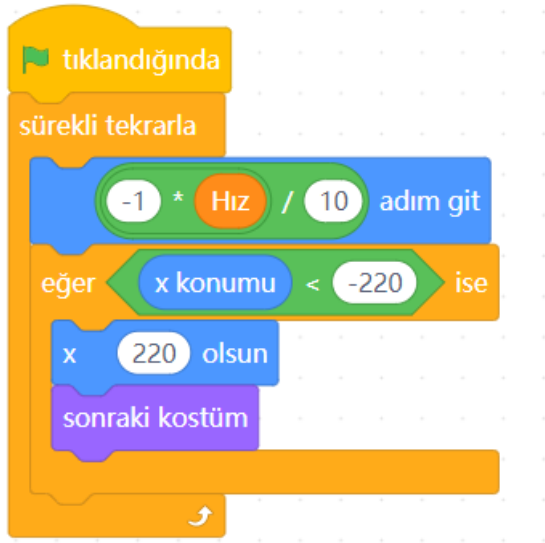 tıklandığında
sürekli tekrarla
-1 * Hız / 10 adım git
eğer x konumu < -220 ise
x 220 olsun
sonraki kostüm